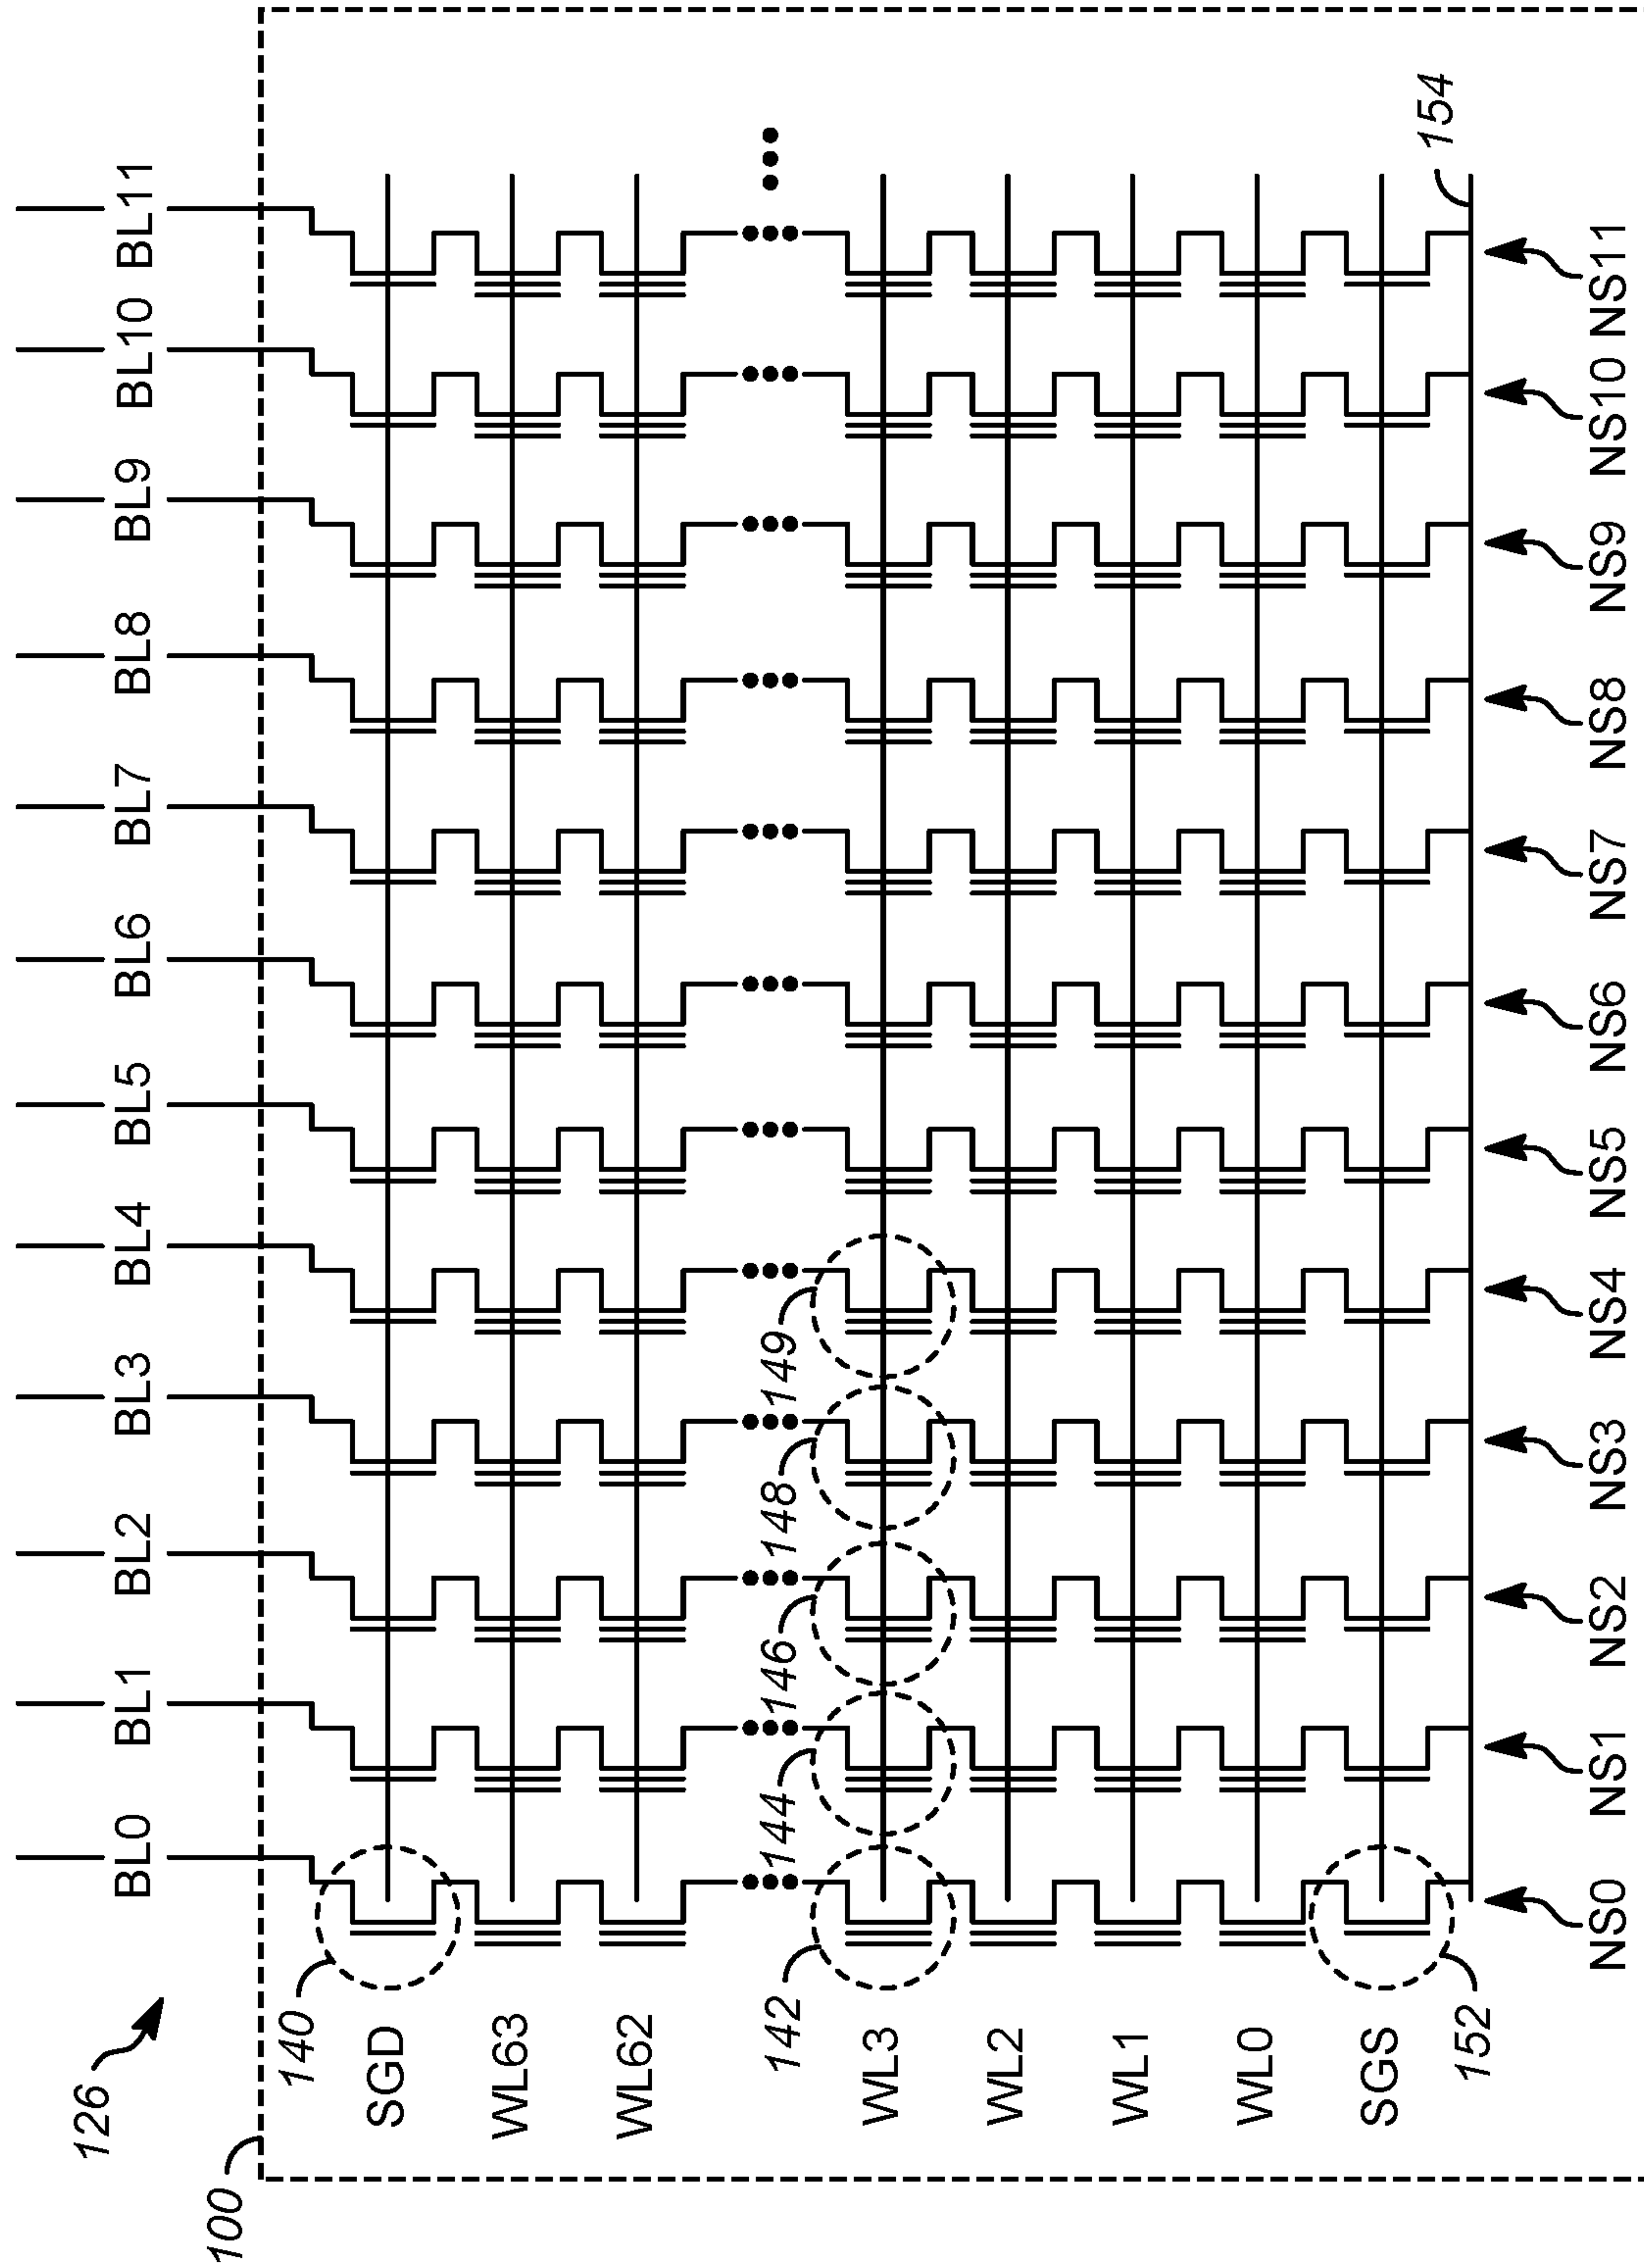 126
100
BL0 BL1 BL2 BL3 BL4 BL5 BL6 BL7 BL8 BL9 BL10 BL11
140
SGD
WL63
WL62
142 144 146 148 149
WL3
WL2
WL1
WL0
SGS
152
154
NS0 NS1 NS2 NS3 NS4 NS5 NS6 NS7 NS8 NS9 NS10 NS11